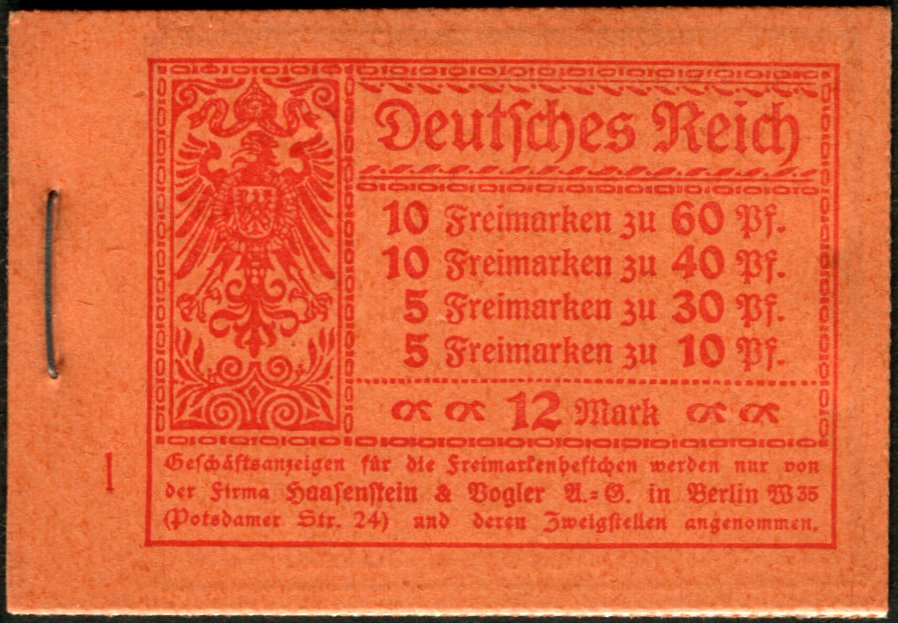 Deutsches Reich
10 Freimarken zu 60 Pf.
10 Freimarken zu 40 Pf.
5 Freimarken zu 30 Pf.
5 Freimarken zu 10 Pf.
12 Mark
1
Geschäftsanzeigen für die Freimarkenheftchen werden nur von
der Firma Haasenstein & Vogler A.=G. in Berlin W 35
(Potsdamer Str. 24) und deren Zweigstellen angenommen.